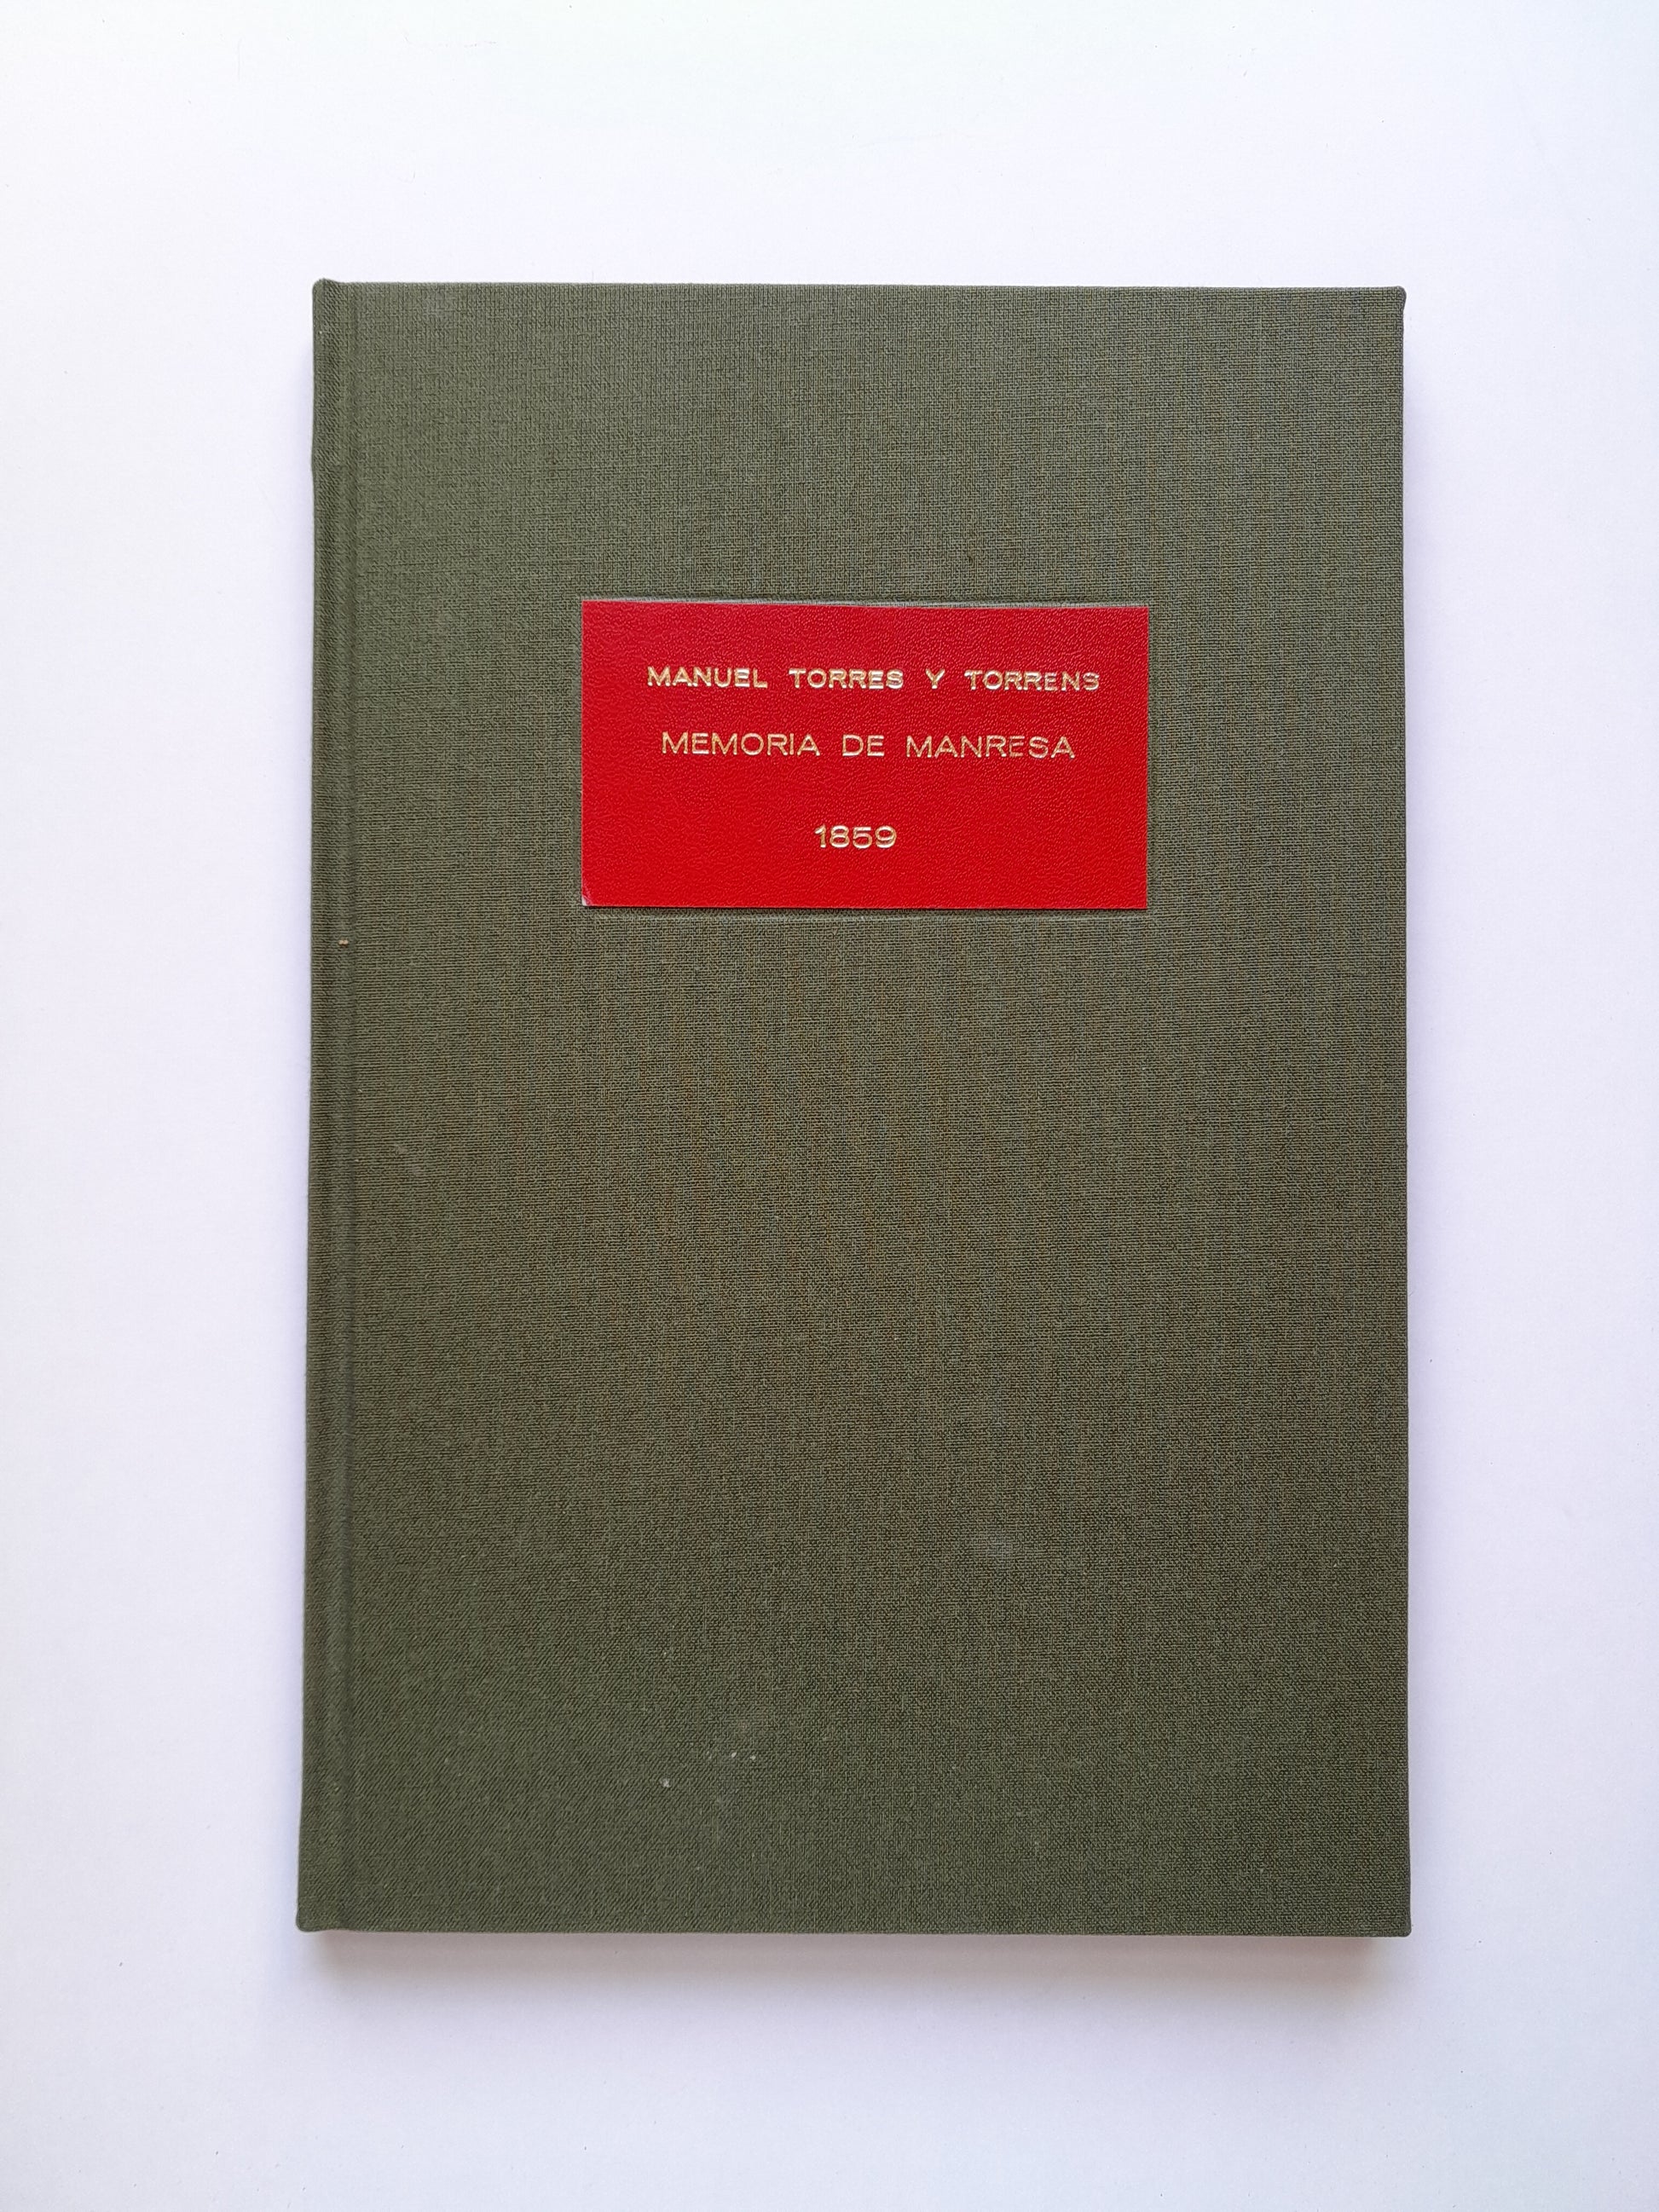 MANUEL TORRES Y TORRENS
MEMORIA DE MANRESA
1859